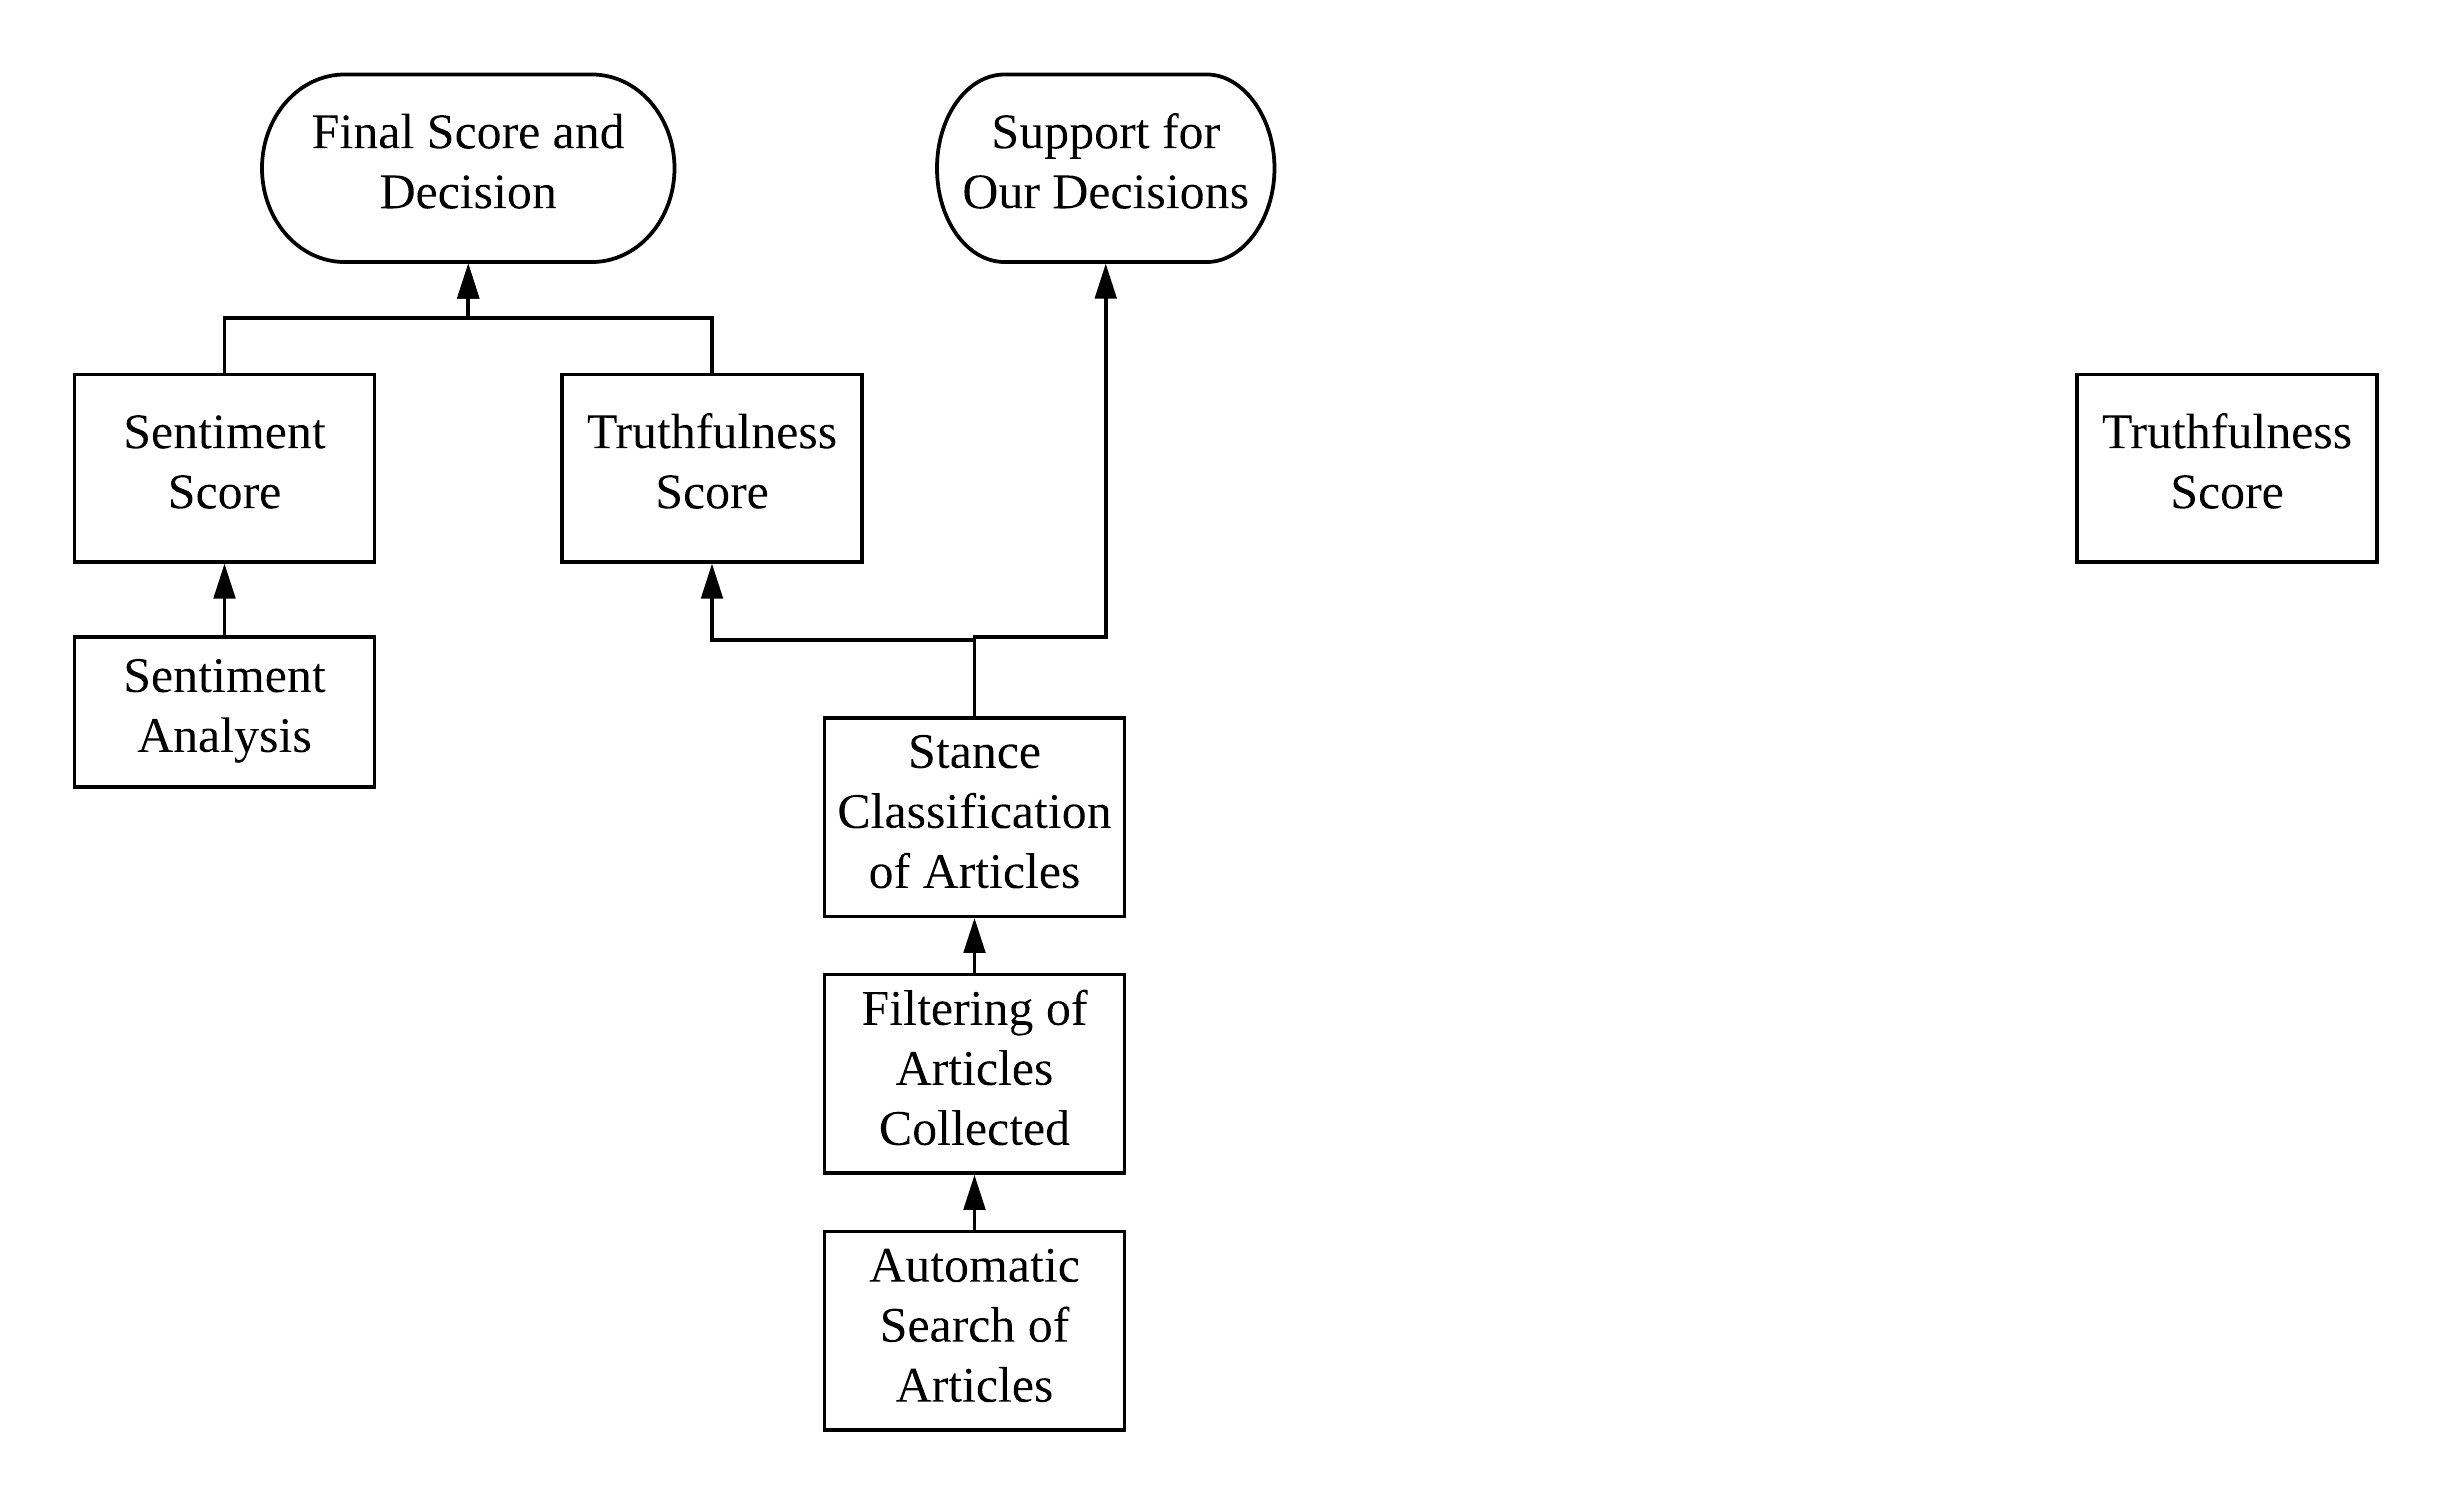 Final Score and
Decision
Support for
Our Decisions
Sentiment
Score
Truthfulness
Score
Truthfulness
Score
Sentiment
Analysis
Stance
Classification
of Articles
Filtering of
Articles
Collected
Automatic
Search of
Articles